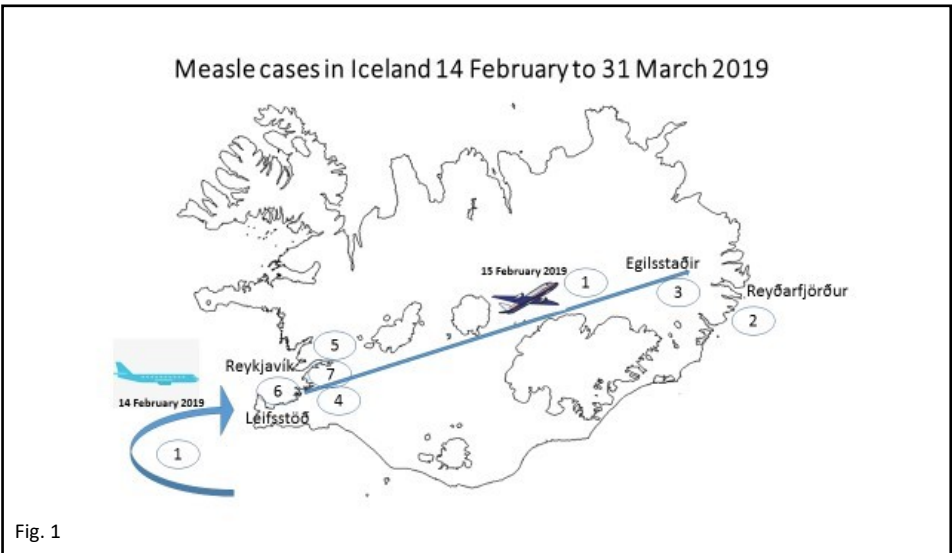 Measle cases in Iceland 14 February to 31 March 2019
15 February 2019
1
Egilsstaðir
3
Reyðarfjörður
2
5
Reykjavík
7
6
4
14 February 2019
Leifsstöð
1
Fig. 1